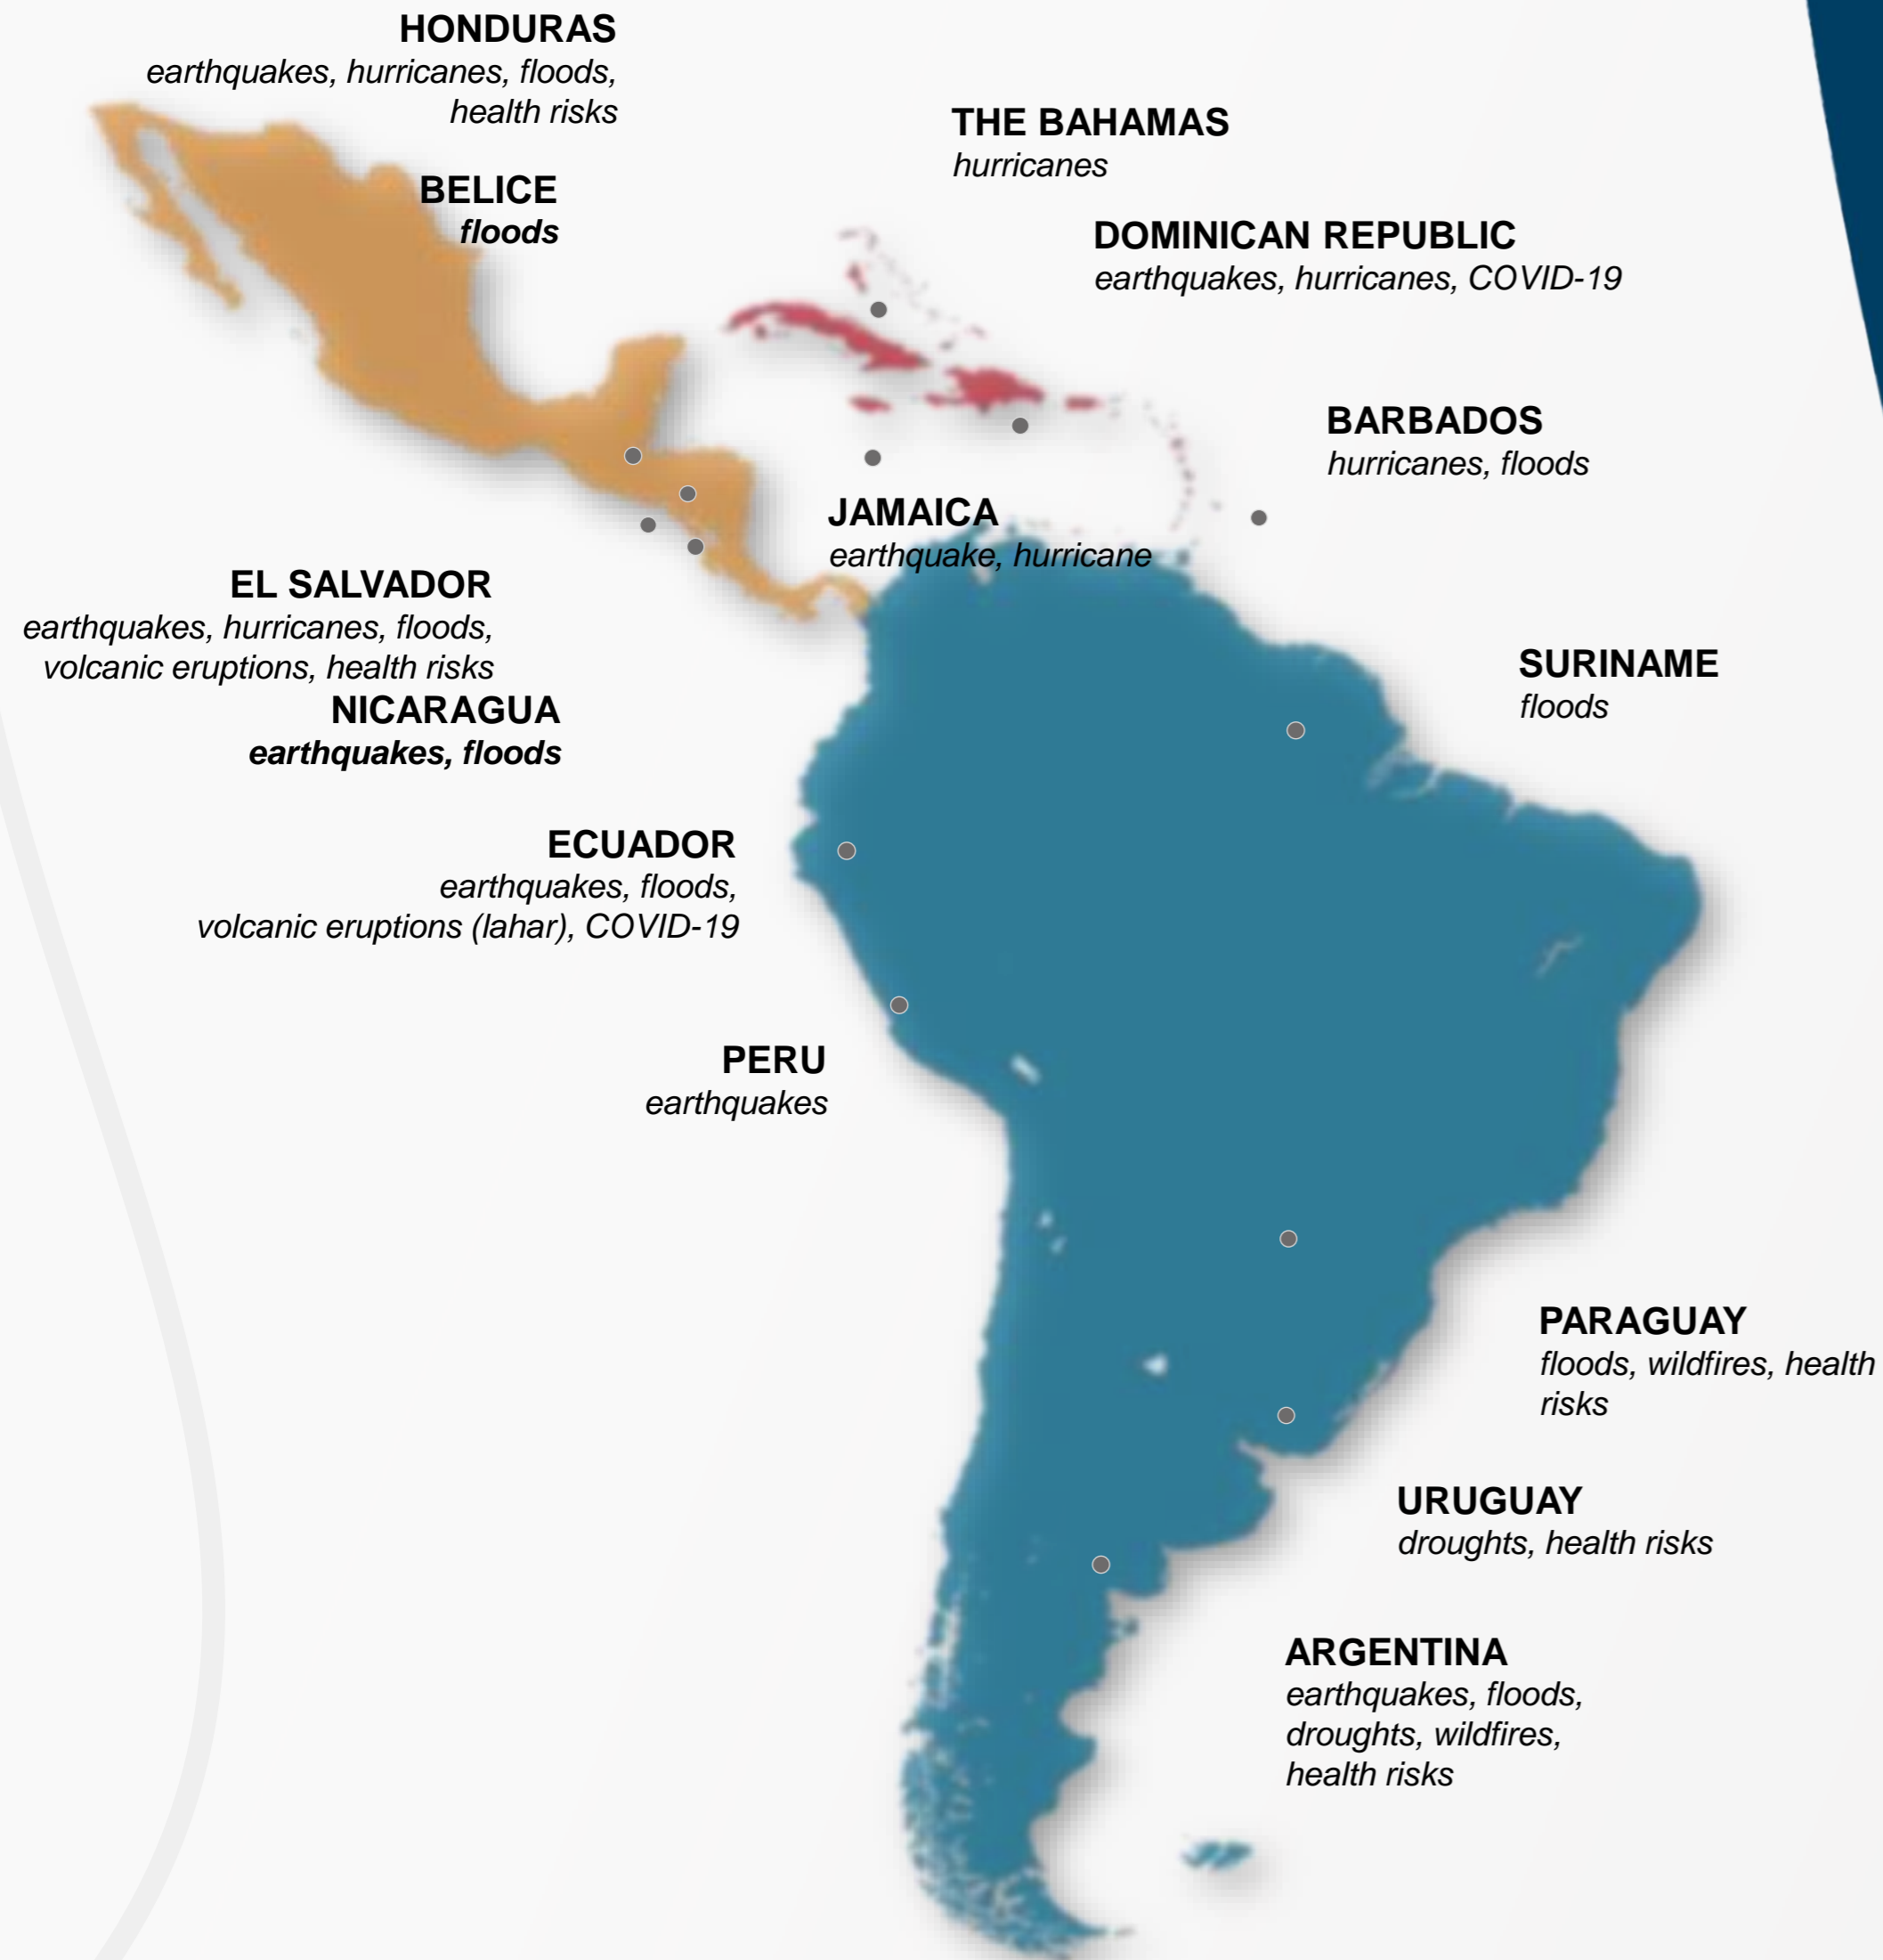 HONDURAS
earthquakes, hurricanes, floods,
health risks
BELICE
floods
THE BAHAMAS
hurricanes
DOMINICAN REPUBLIC
earthquakes, hurricanes, COVID-19
BARBADOS
hurricanes, floods
JAMAICA
earthquake, hurricane
EL SALVADOR
earthquakes, hurricanes, floods,
volcanic eruptions, health risks
NICARAGUA
earthquakes, floods
SURINAME
floods
ECUADOR
earthquakes, floods,
volcanic eruptions (lahar), COVID-19
PERU
earthquakes
PARAGUAY
floods, wildfires, health
risks
URUGUAY
droughts, health risks
ARGENTINA
earthquakes, floods,
droughts, wildfires,
health risks